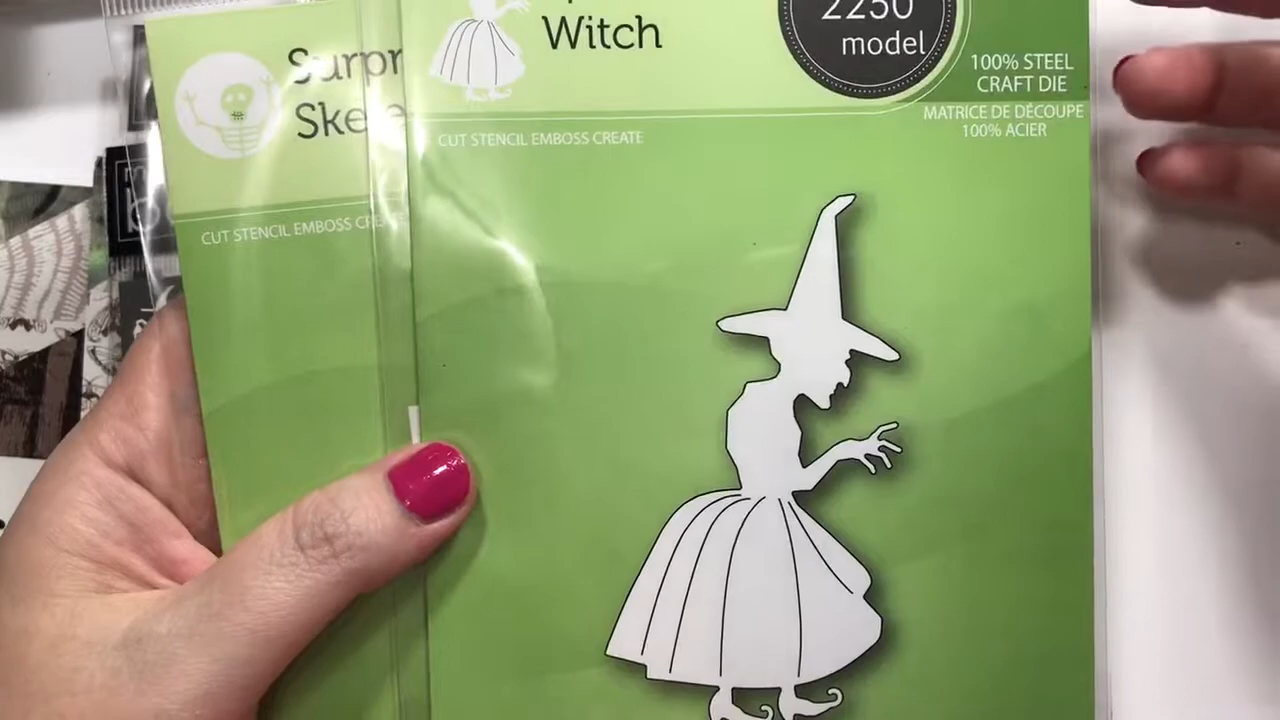 Surpr
Ske
CUT STENCIL EMBOSS CRE
Witch
2250
model
100% STEEL
CRAFT DIE
MATRICE DE DÉCOUPE
100% ACIER
CUT STENCIL EMBOSS CREATE